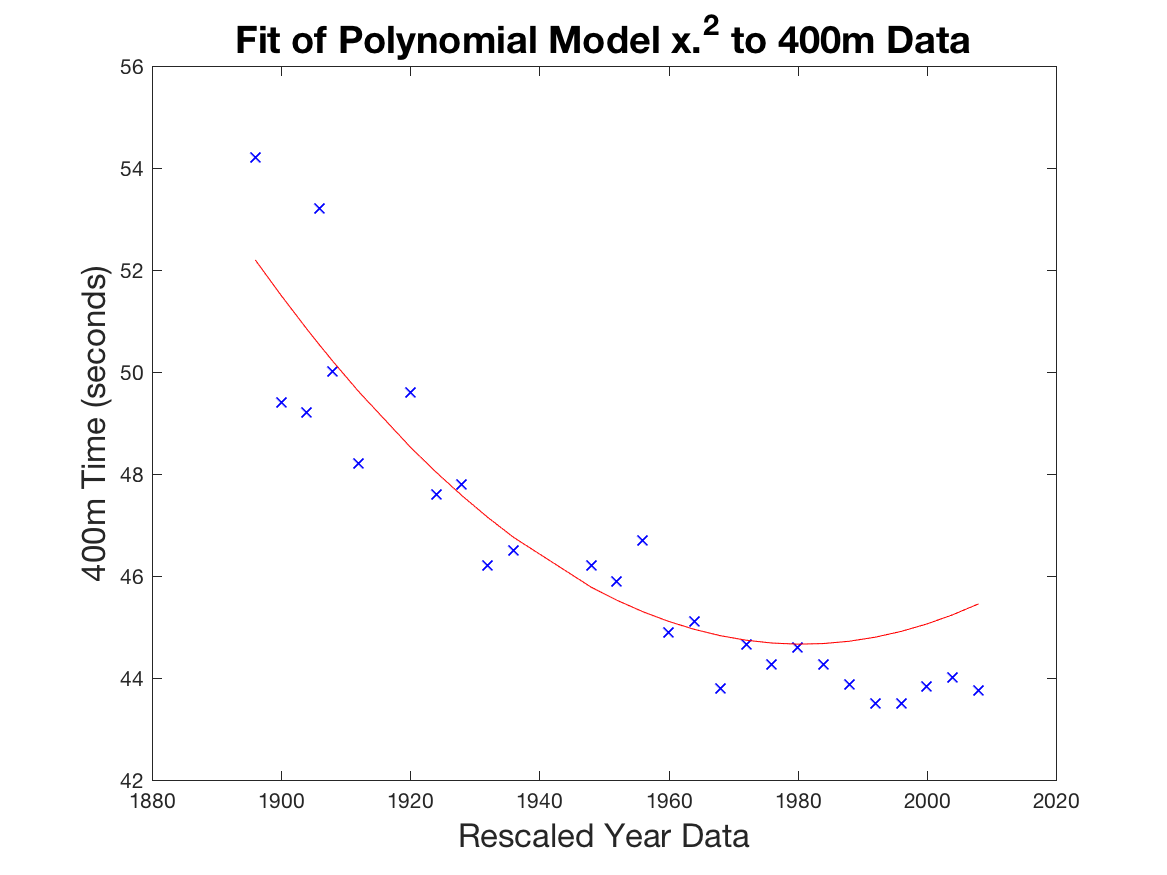 Fit of Polynomial Model x.² to 400m Data
56
54
52
50
48
46
44
42
400m Time (seconds)
1880 1900 1920 1940 1960 1980 2000 2020
Rescaled Year Data